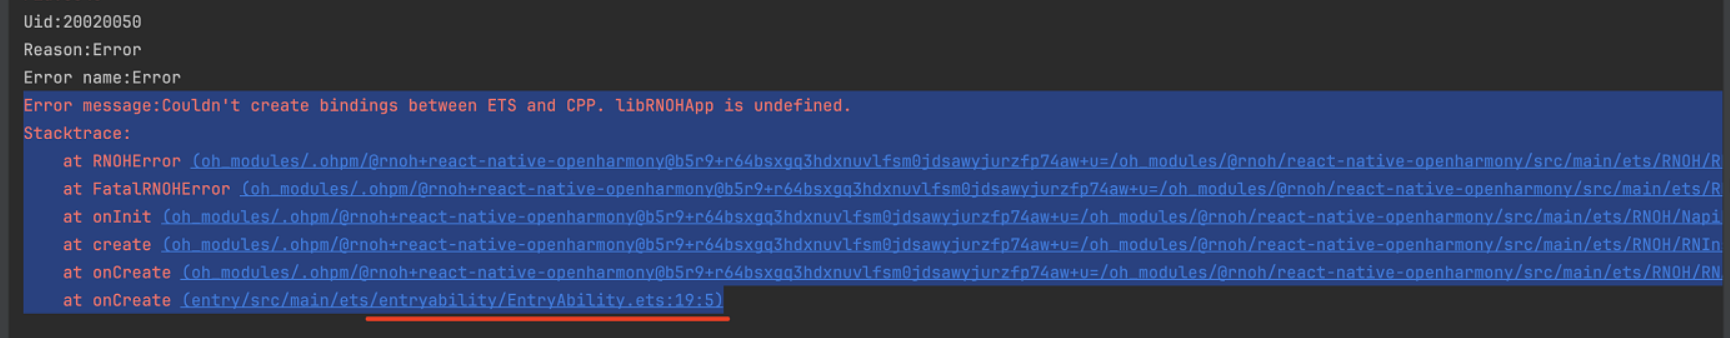 Uid:20020050
Reason:Error
Error name:Error
Error message:Couldn't create bindings between ETS and CPP. libRNOHApp is undefined.
Stacktrace:
at RNOHError (oh_modules/.ohpm/@rnoh+react-native-openharmony@b5r9+r64bsxgq3hdxnuvlfsm0jdsawyjurzfp74aw+u=/oh_modules/@rnoh/react-native-openharmony/src/main/ets/RNOH/R
at FatalRNOHError (oh_modules/.ohpm/@rnoh+react-native-openharmony@b5r9+r64bsxgq3hdxnuvlfsm0jdsawyjurzfp74aw+u=/oh_modules/@rnoh/react-native-openharmony/src/main/ets/R
at onInit (oh_modules/.ohpm/@rnoh+react-native-openharmony@b5r9+r64bsxgq3hdxnuvlfsm0jdsawyjurzfp74aw+u=/oh_modules/@rnoh/react-native-openharmony/src/main/ets/RNOH/Napi
at create (oh_modules/.ohpm/@rnoh+react-native-openharmony@b5r9+r64bsxgq3hdxnuvlfsm0jdsawyjurzfp74aw+u=/oh_modules/@rnoh/react-native-openharmony/src/main/ets/RNOH/RNIn
at onCreate (oh_modules/.ohpm/@rnoh+react-native-openharmony@b5r9+r64bsxgq3hdxnuvlfsm0jdsawyjurzfp74aw+u=/oh_modules/@rnoh/react-native-openharmony/src/main/ets/RNOH/RN
at onCreate (entry/src/main/ets/entryability/EntryAbility.ets:19:5)